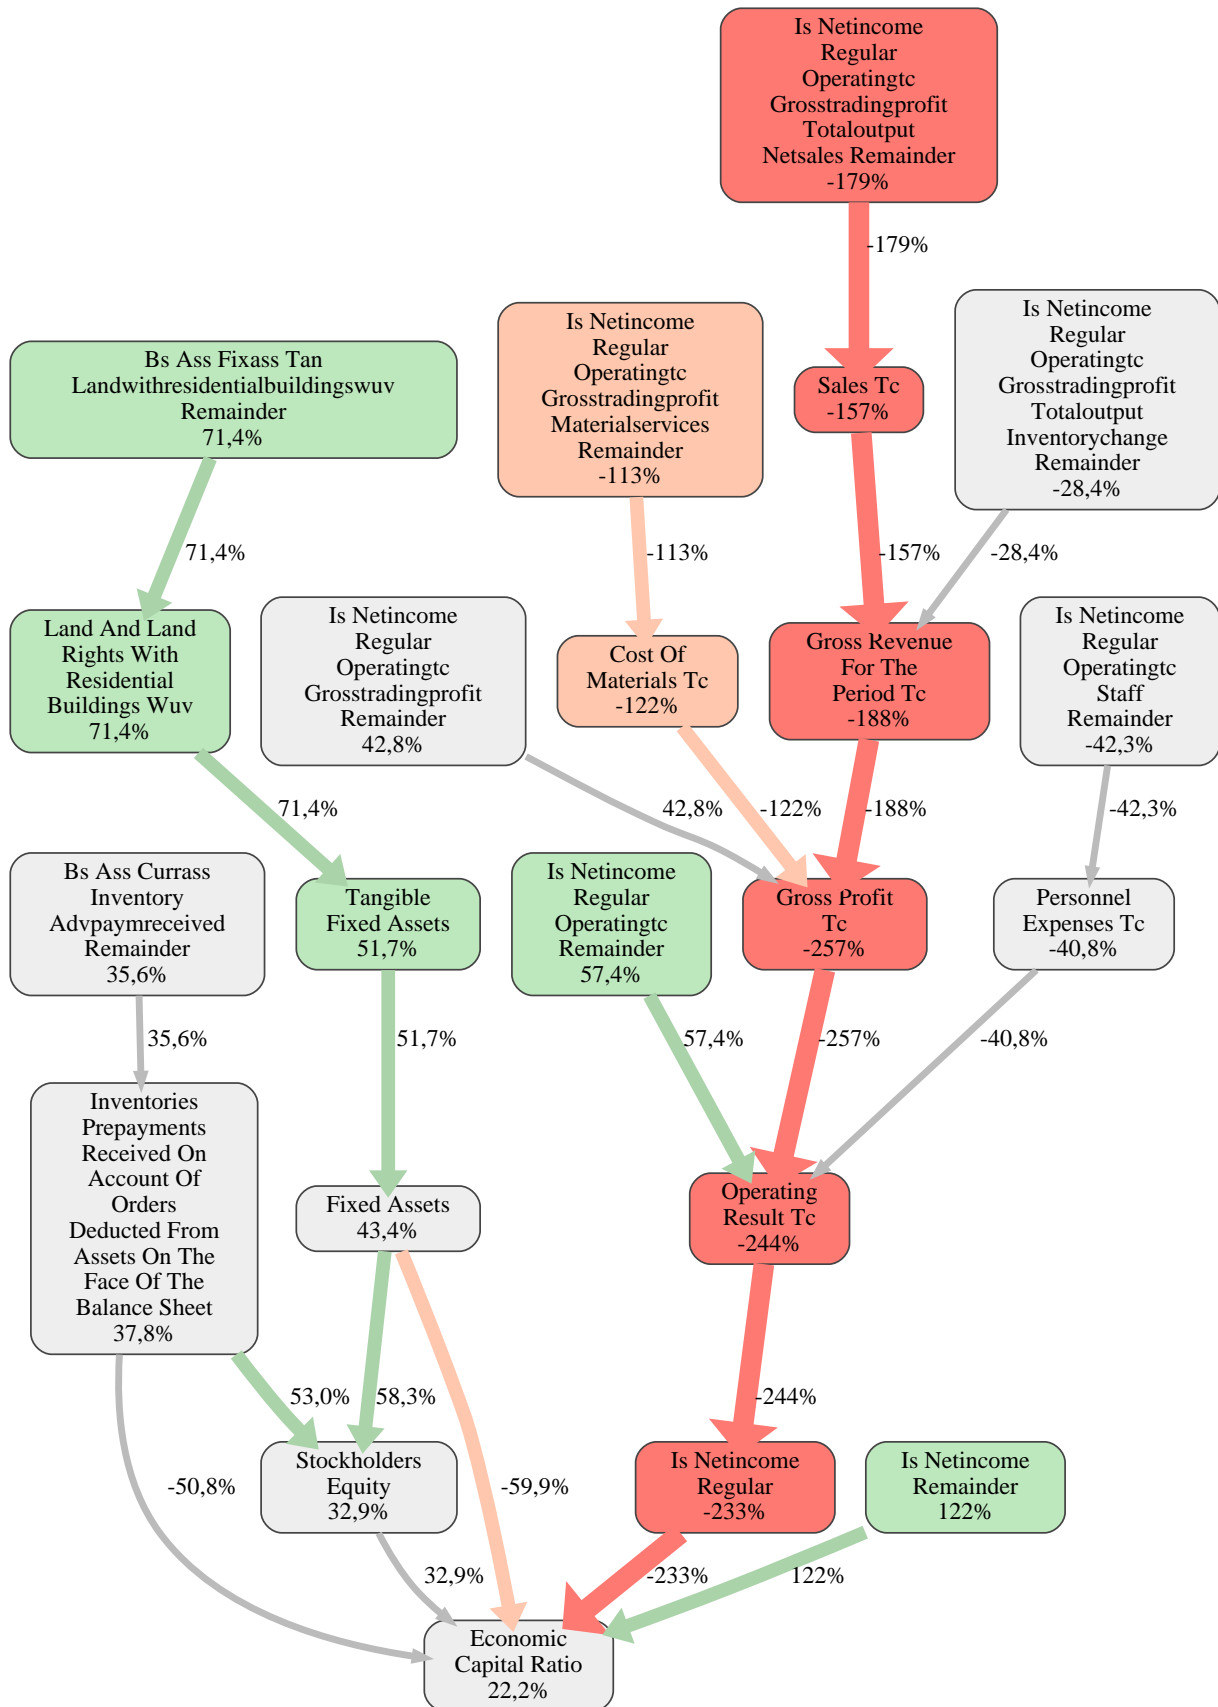 Is Netincome
Regular
Operatingtc
Grosstradingprofit
Totaloutput
Netsales Remainder
-179%
-179%
Is Netincome
Regular
Operatingtc
Grosstradingprofit
Totaloutput
Inventorychange
Remainder
-28,4%
Is Netincome
Regular
Operatingtc
Grosstradingprofit
Materialservices
Remainder
-113%
Bs Ass Fixass Tan
Landwithresidentialbuildingswuv
Remainder
71,4%
Sales Tc
-157%
71,4%
-113%
-157%
-28,4%
Land And Land
Rights With
Residential
Buildings Wuv
71,4%
Is Netincome
Regular
Operatingtc
Grosstradingprofit
Remainder
42,8%
Cost Of
Materials Tc
-122%
Gross Revenue
For The
Period Tc
-188%
Is Netincome
Regular
Operatingtc
Staff
Remainder
-42,3%
71,4%
42,8%
-122%
-188%
-42,3%
Bs Ass Currass
Inventory
Advpaymreceived
Remainder
35,6%
Tangible
Fixed Assets
51,7%
Is Netincome
Regular
Operatingtc
Remainder
57,4%
Gross Profit
Tc
-257%
Personnel
Expenses Tc
-40,8%
35,6%
51,7%
57,4%
-257%
-40,8%
Inventories
Prepayments
Received On
Account Of
Orders
Deducted From
Assets On The
Face Of The
Balance Sheet
37,8%
Fixed Assets
43,4%
Operating
Result Tc
-244%
53,0%
58,3%
-244%
Stockholders
Equity
32,9%
Is Netincome
Regular
-233%
Is Netincome
Remainder
122%
-50,8%
-59,9%
32,9%
-233%
122%
Economic
Capital Ratio
22,2%